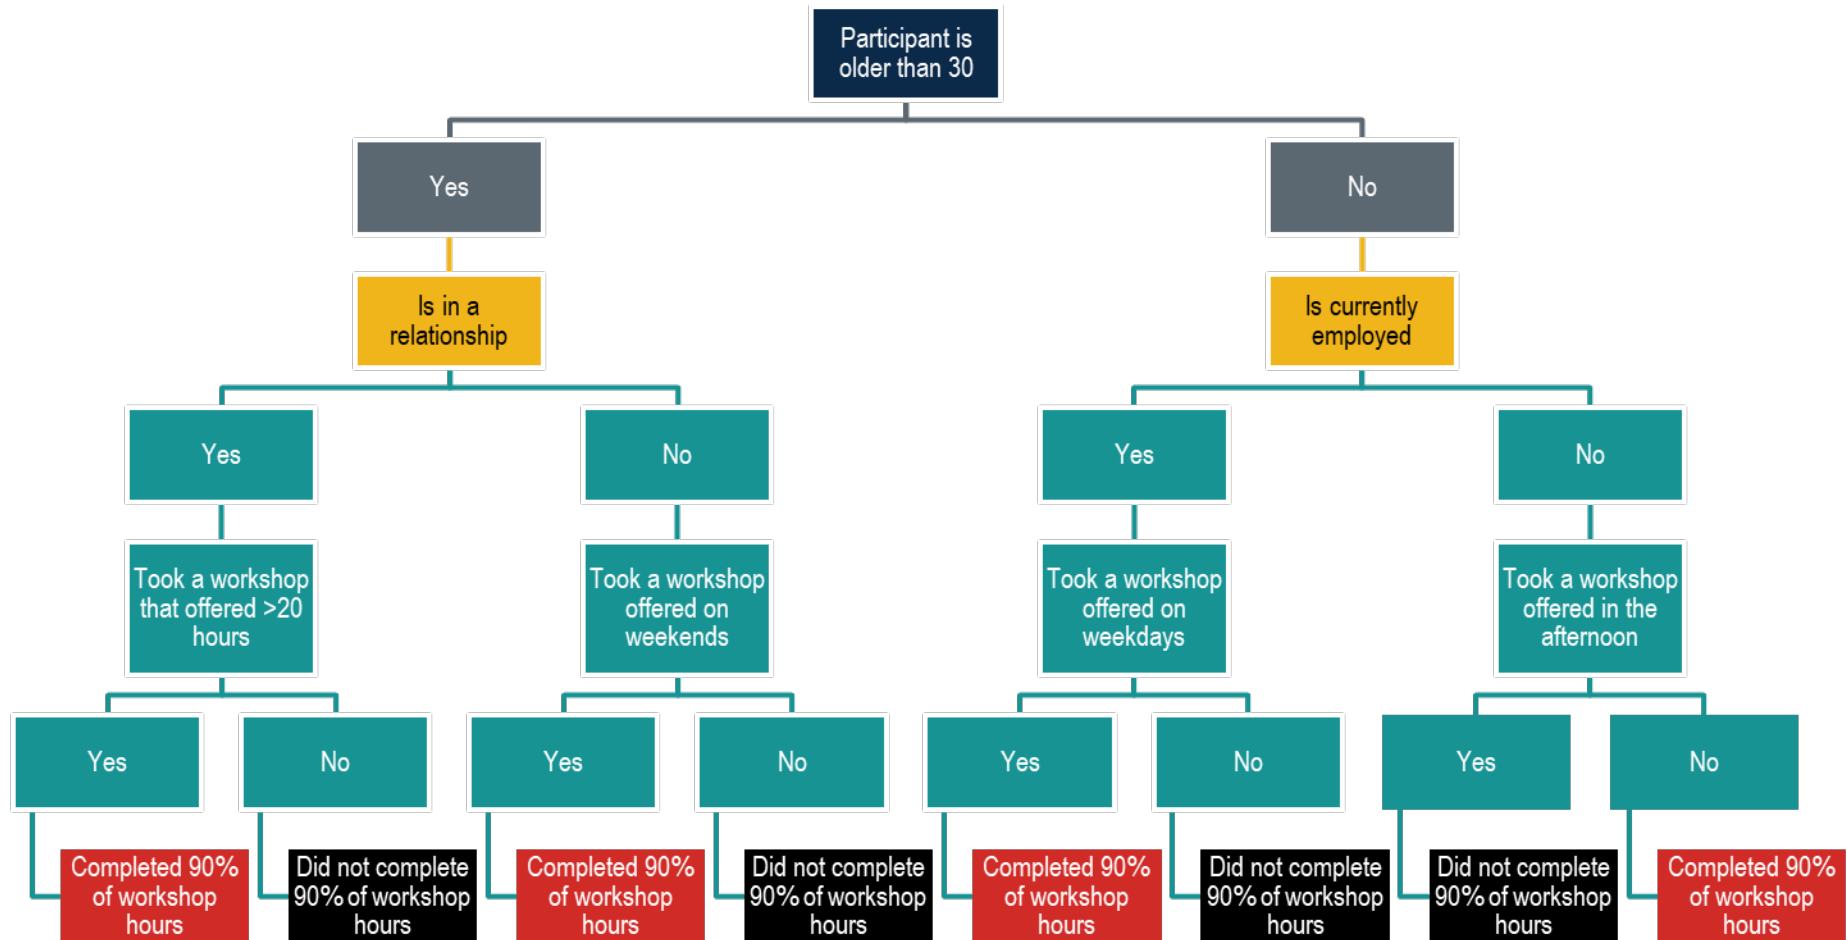 Participant is
older than 30
Yes
No
Is in a
relationship
Is currently
employed
Yes
No
Yes
No
Took a workshop
that offered >20
hours
Took a workshop
offered on
weekends
Took a workshop
offered on
weekdays
Took a workshop
offered in the
afternoon
Yes
No
Yes
No
Yes
No
Yes
No
Completed 90%
of workshop
hours
Did not complete
90% of workshop
hours
Completed 90%
of workshop
hours
Did not complete
90% of workshop
hours
Completed 90%
of workshop
hours
Did not complete
90% of workshop
hours
Did not complete
90% of workshop
hours
Completed 90%
of workshop
hours